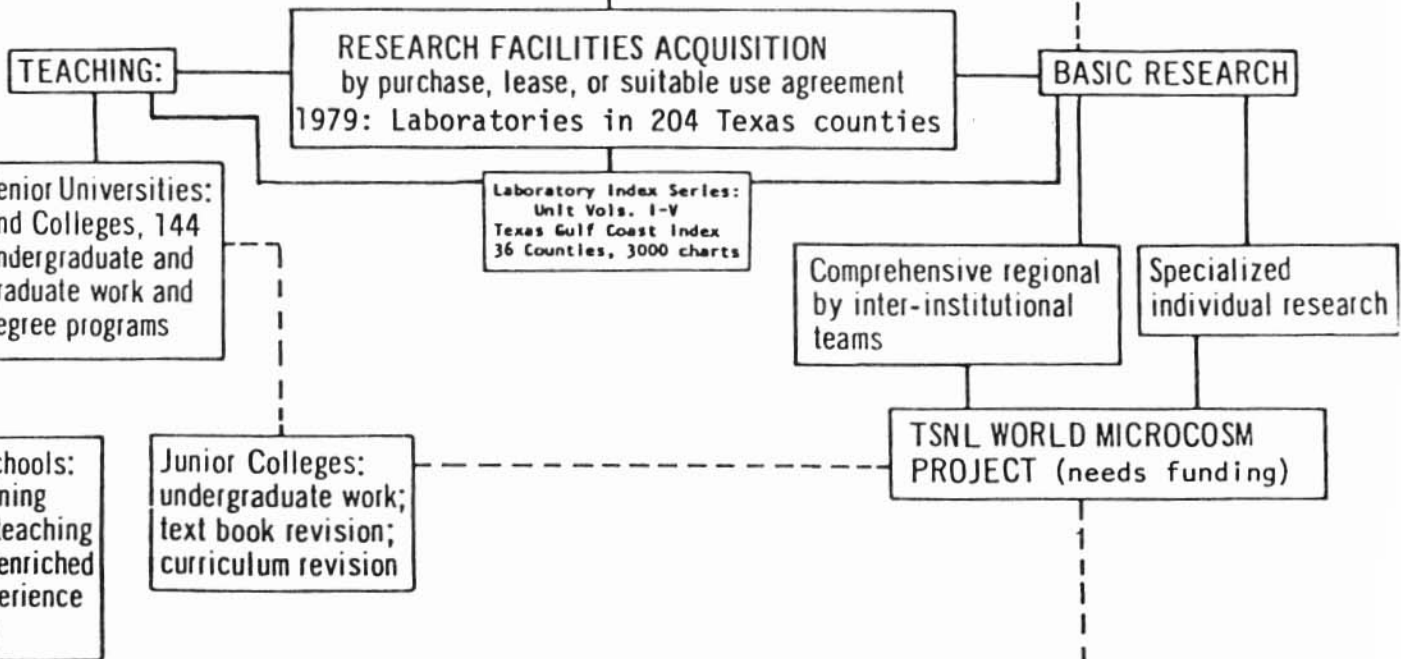 RESEARCH FACILITIES ACQUISITION
by purchase, lease, or suitable use agreement
1979: Laboratories in 204 Texas counties
TEACHING:
BASIC RESEARCH
Laboratory Index Series:
Unit Vols. I-V
Texas Gulf Coast Index
36 Counties, 3000 charts
enior Universities:
nd Colleges, 144
ndergraduate and
raduate work and
egree programs
Comprehensive regional
by inter-institutional
teams
Specialized
individual research
TSNL WORLD MICROCOSM
PROJECT (needs funding)
chools:
ning
teaching
enriched
erience
Junior Colleges:
undergraduate work;
text book revision;
curriculum revision